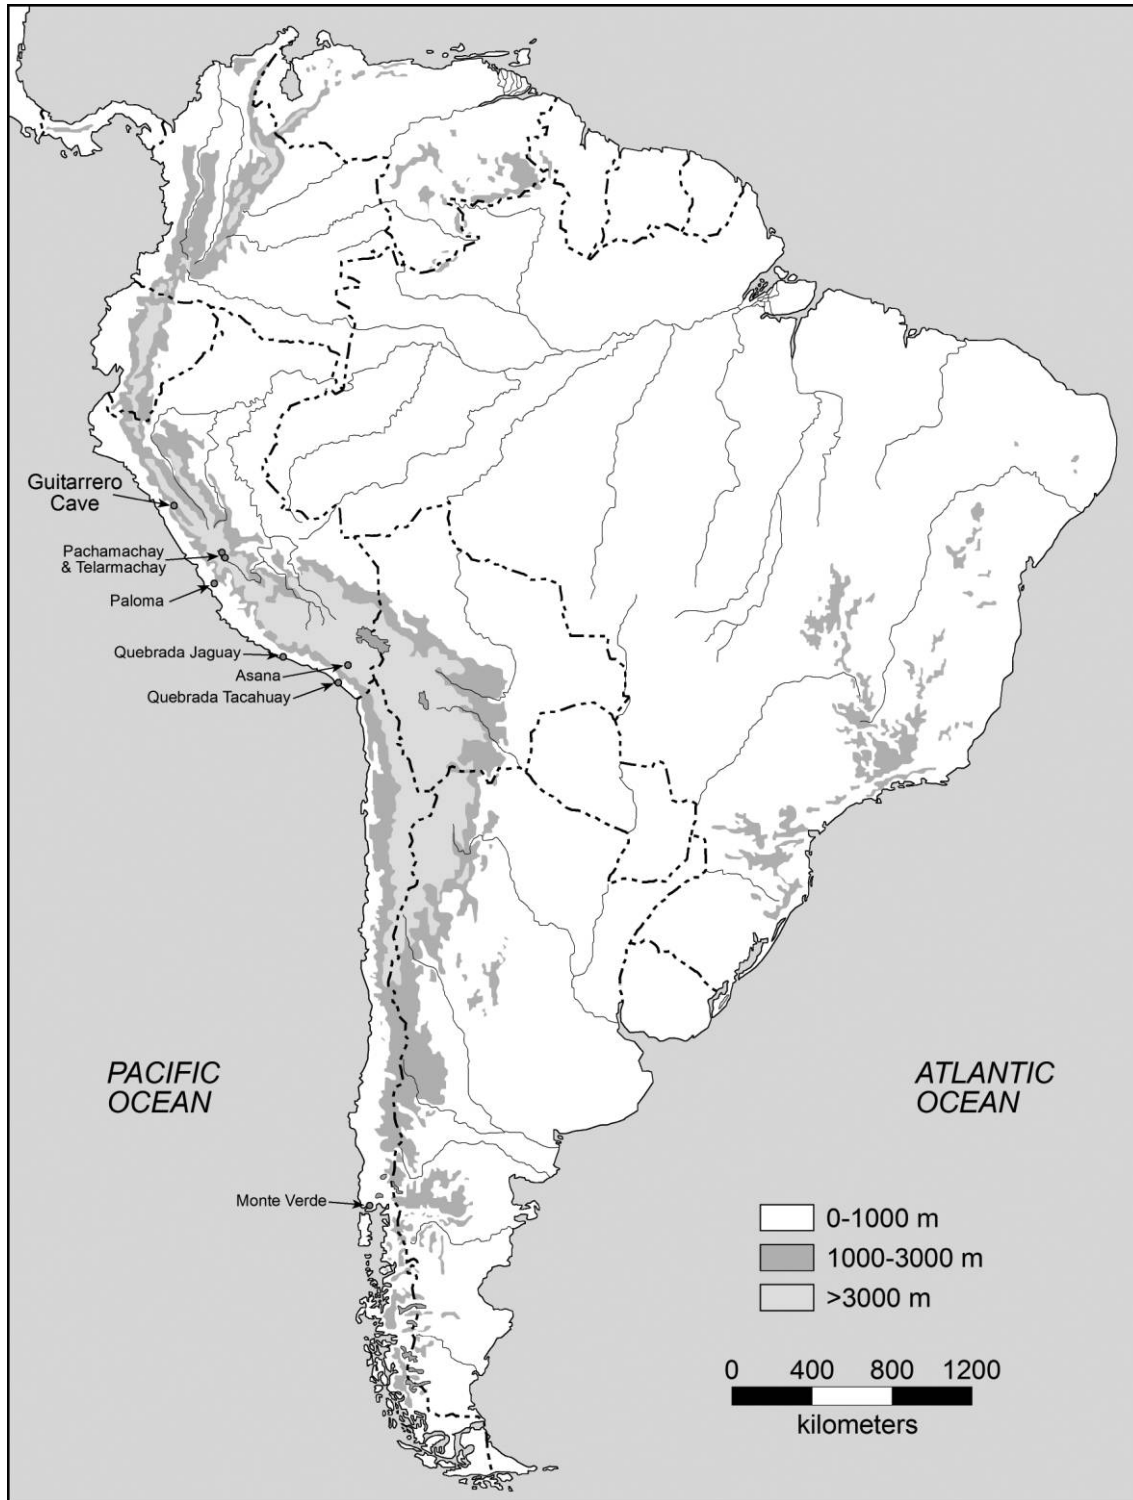 Guitarrero
Cave
Pachamachay
& Telarmachay
Paloma
Quebrada Jaguay
Asana
Quebrada Tacahuay
PACIFIC
OCEAN
ATLANTIC
OCEAN
Monte Verde
0-1000 m
1000-3000 m
>3000 m
0 400 800 1200
kilometers